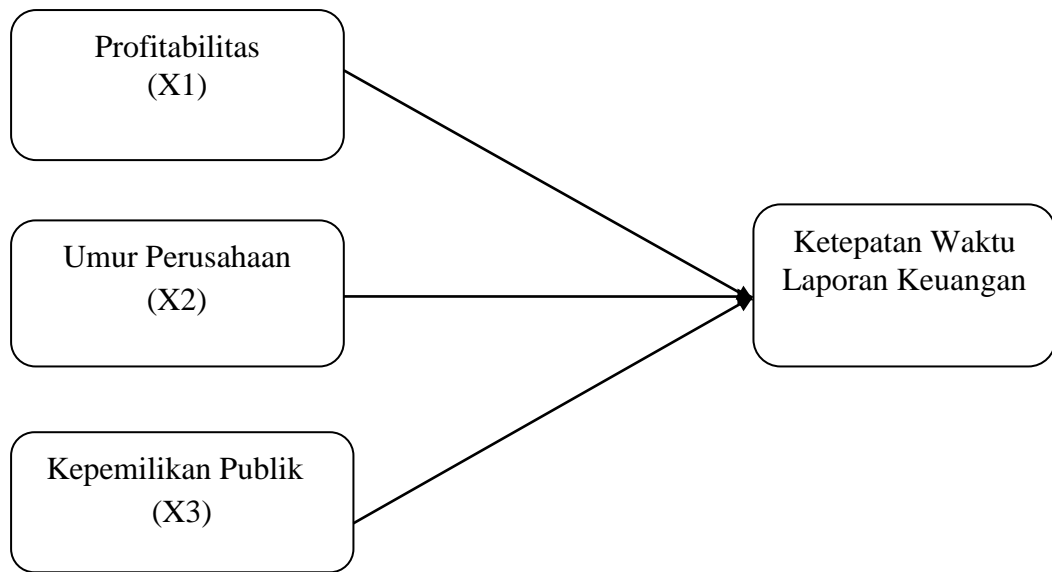 Profitabilitas
(X1)
Umur Perusahaan
(X2)
Kepemilikan Publik
(X3)
Ketepatan Waktu
Laporan Keuangan